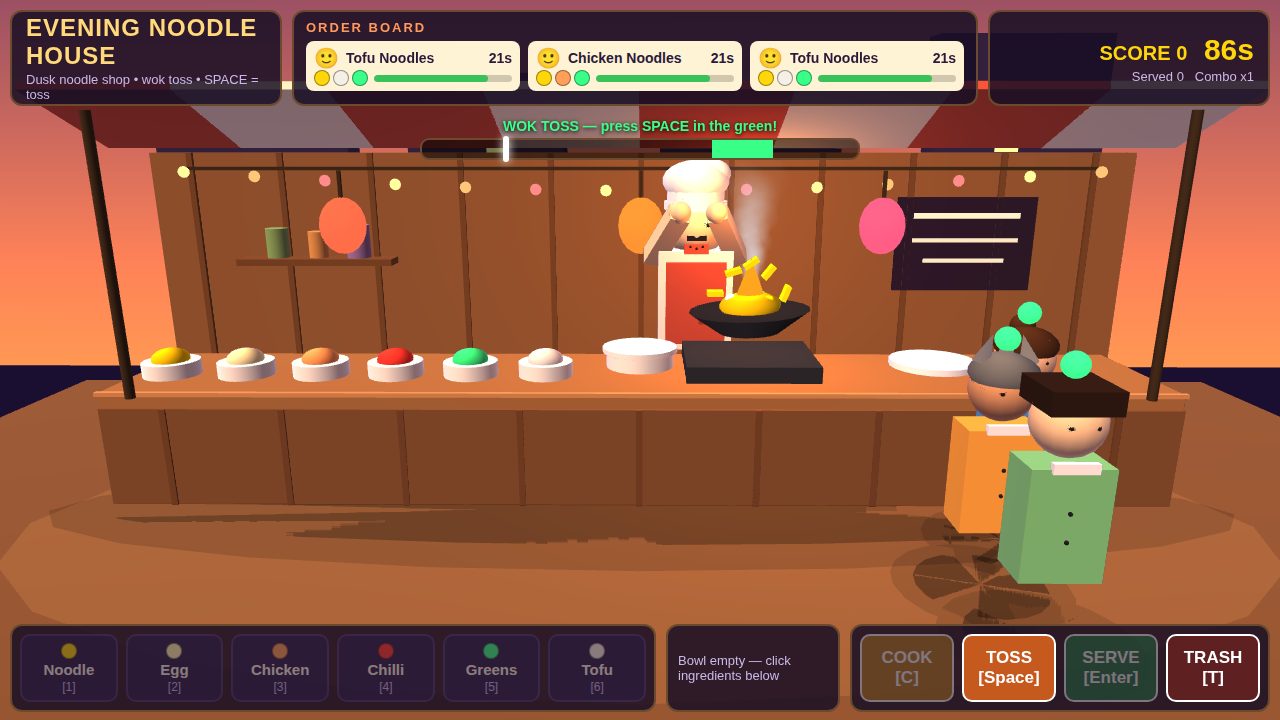 EVENING NOODLE
HOUSE
Dusk noodle shop • wok toss • SPACE =
toss
ORDER BOARD
Tofu Noodles 21s
Chicken Noodles 21s
Tofu Noodles 21s
SCORE 0 86s
Served 0 Combo x1
WOK TOSS — press SPACE in the green!
Noodle
[1]
Egg
[2]
Chicken
[3]
Chilli
[4]
Greens
[5]
Tofu
[6]
Bowl empty — click
ingredients below
COOK
[C]
TOSS
[Space]
SERVE
[Enter]
TRASH
[T]